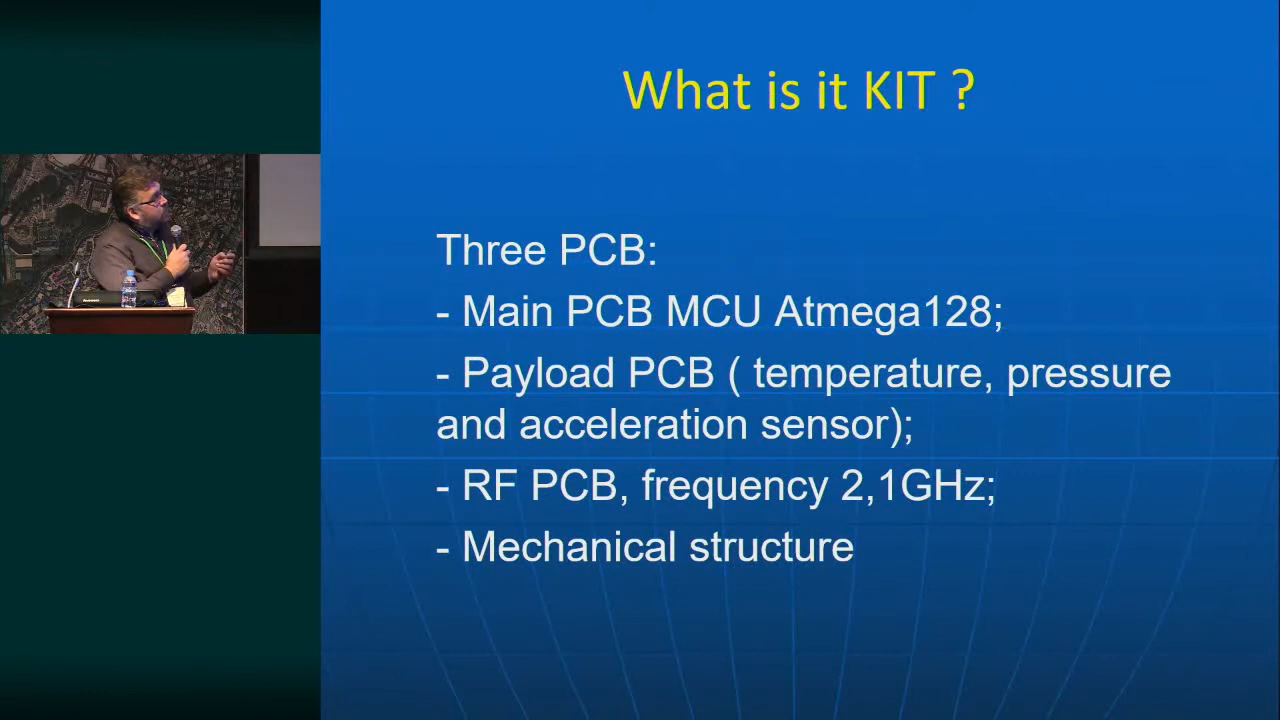 What is it KIT ?
Three PCB:
- Main PCB MCU Atmega128;
- Payload PCB ( temperature, pressure
and acceleration sensor);
- RF PCB, frequency 2,1GHz;
- Mechanical structure